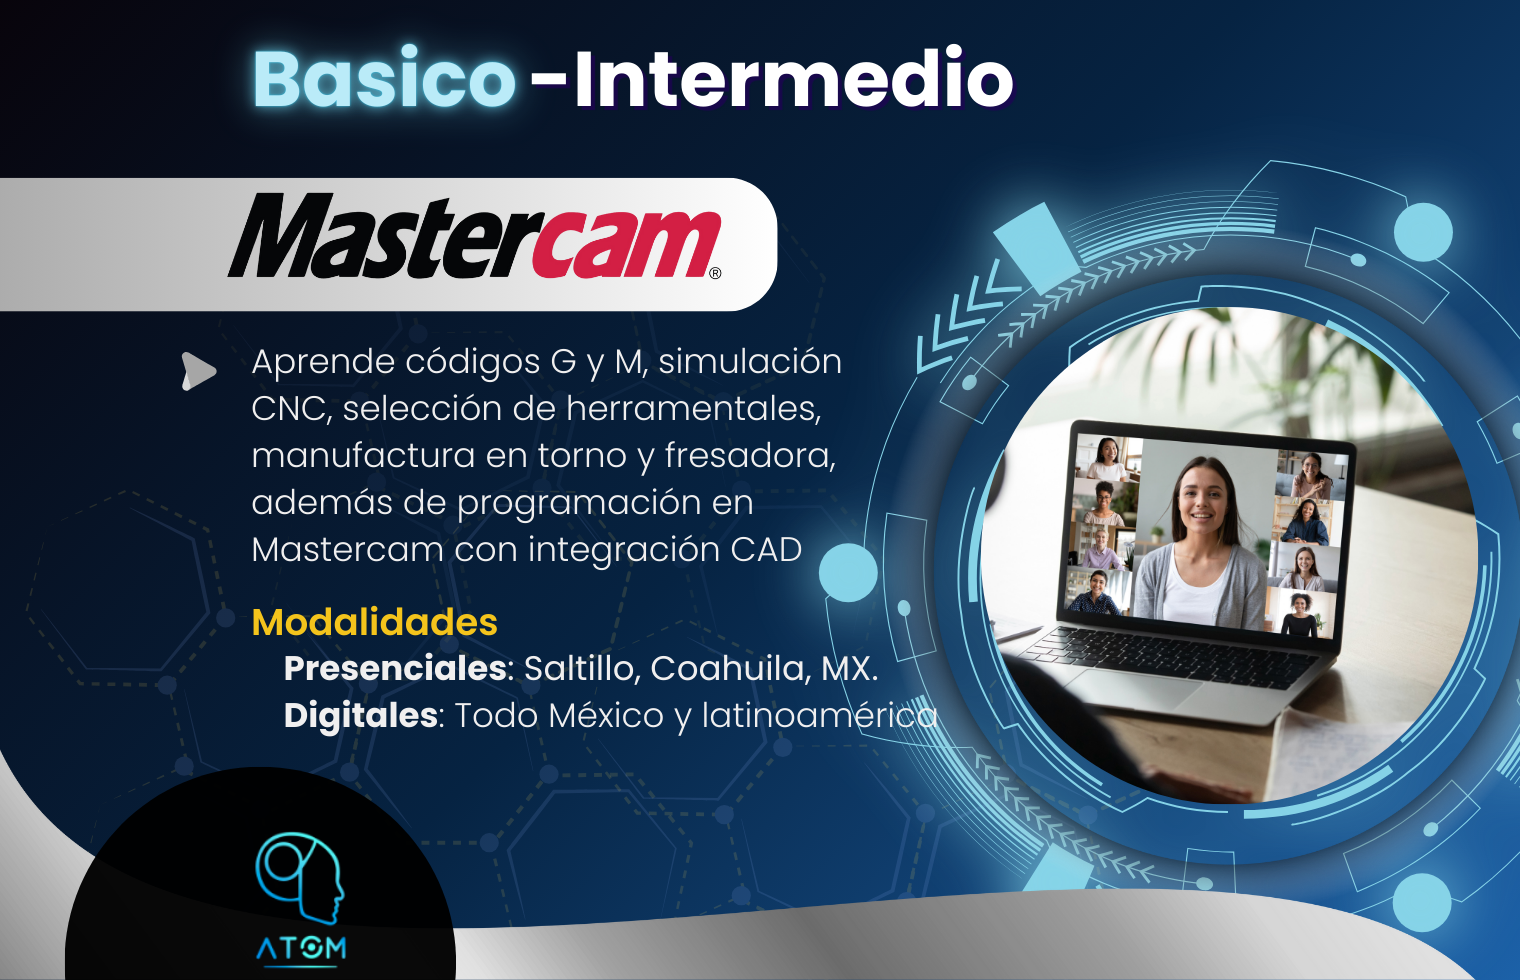 Basico -Intermedio
Mastercam®
Aprende códigos G y M, simulación
CNC, selección de herramentales,
manufactura en torno y fresadora,
además de programación en
Mastercam con integración CAD
Modalidades
Presenciales: Saltillo, Coahuila, MX.
Digitales: Todo México y latinoamérica
ATOM